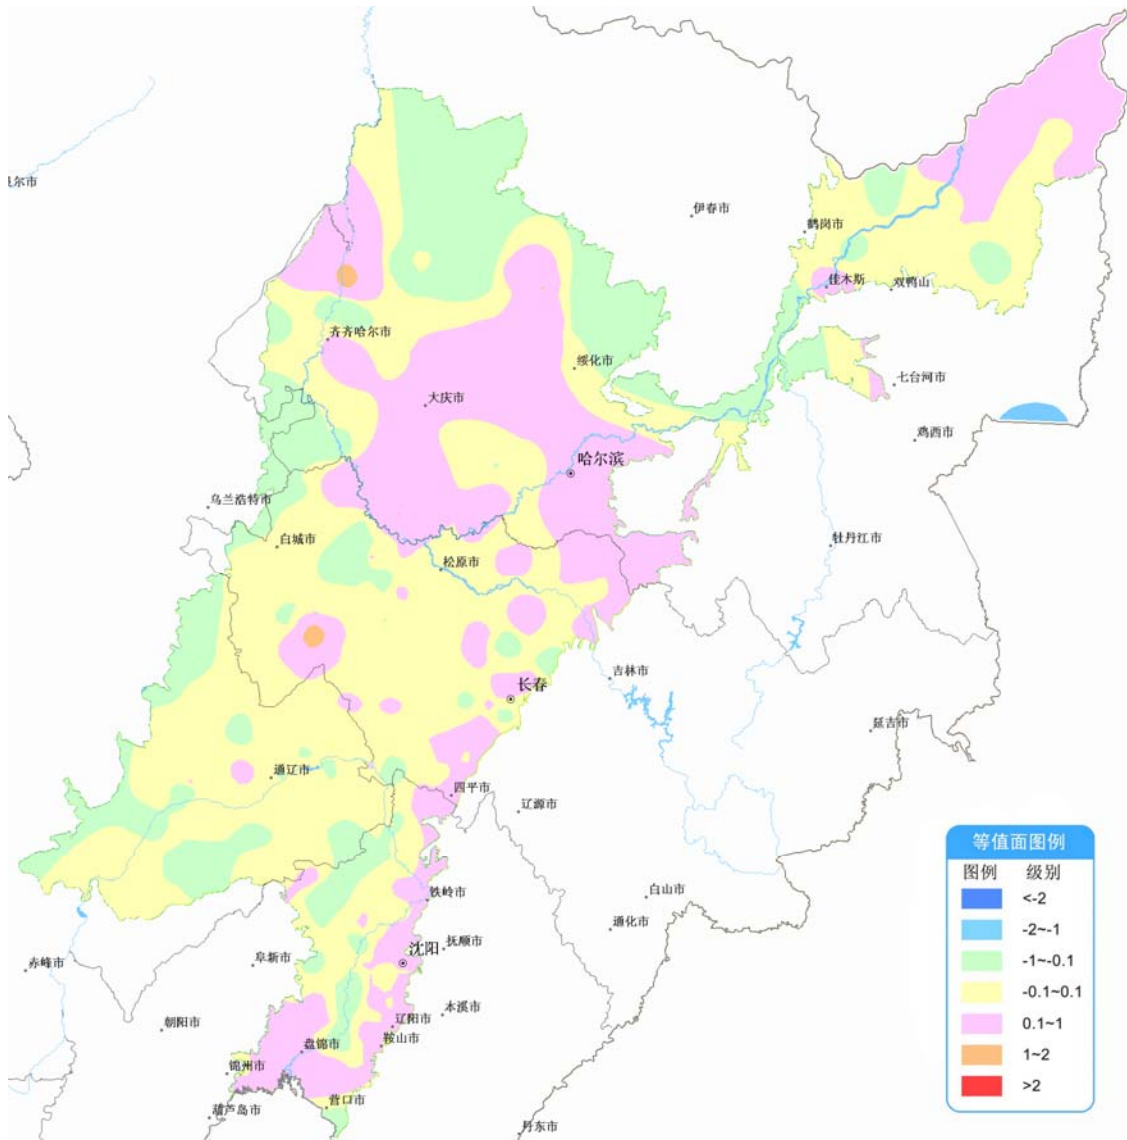 尔市
伊春市
鹤岗市
佳木斯
双鸭山
齐齐哈尔市
绥化市
七台河市
大庆市
鸡西市
哈尔滨
乌兰浩特市
白城市
松原市
牡丹江市
吉林市
长春
延吉市
通辽市
四平市
辽源市
等值面图例
图例 级别
<-2
-2~-1
-1~-0.1
-0.1~0.1
0.1~1
1~2
>2
铁岭市
白山市
通化市
沈阳
抚顺市
阜新市
赤峰市
本溪市
朝阳市
辽阳市
鞍山市
盘锦市
锦州市
营口市
葫芦岛市
丹东市